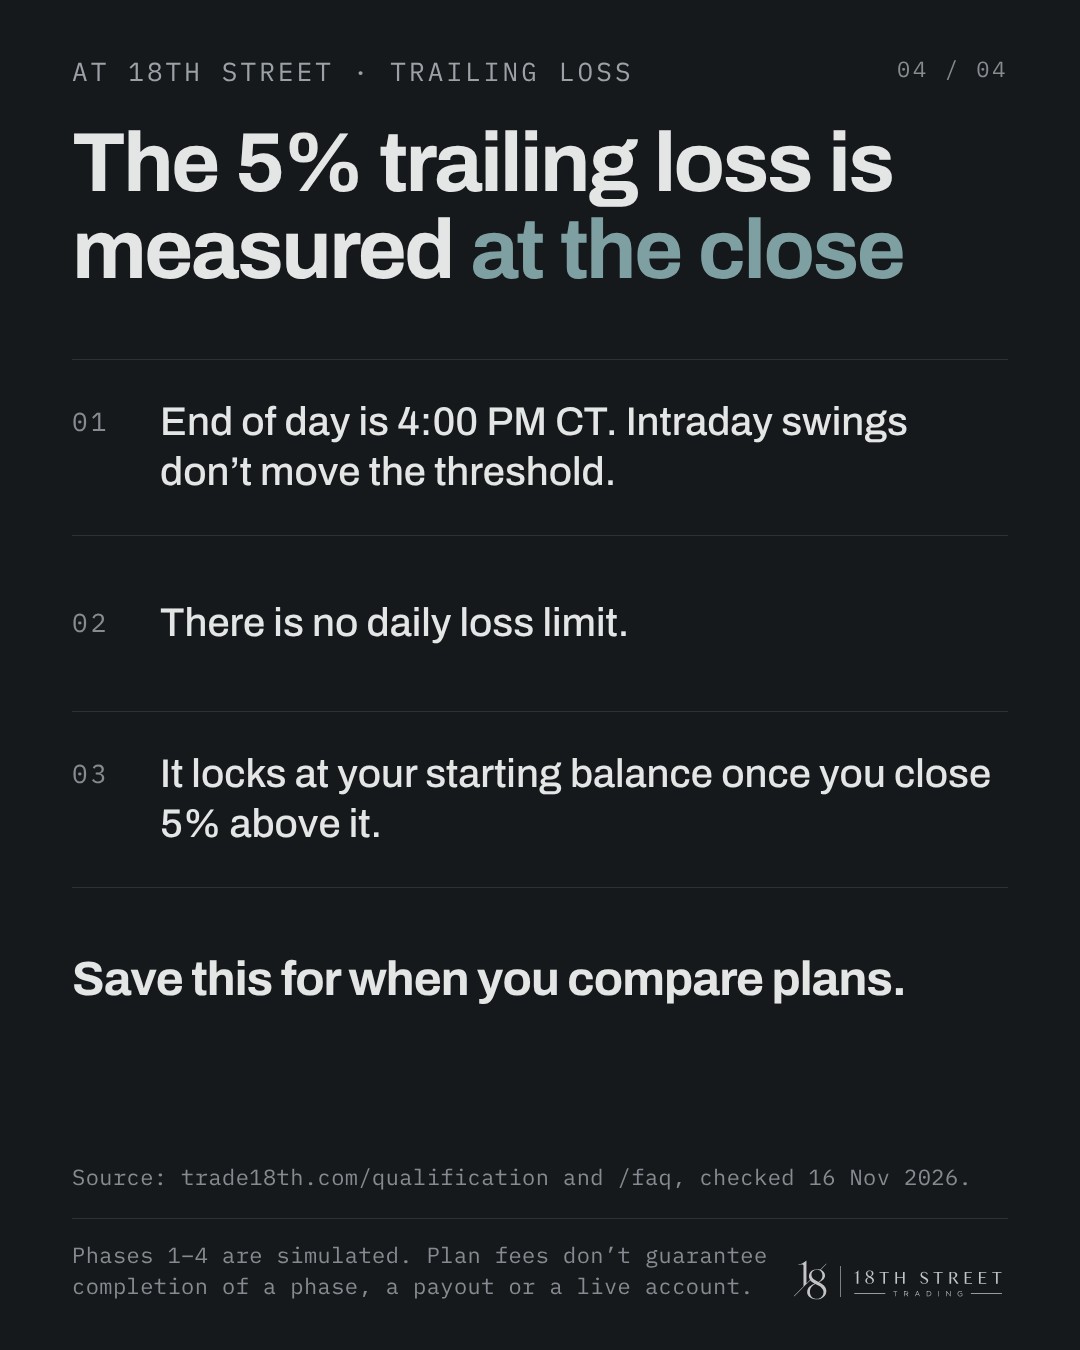 AT 18TH STREET · TRAILING LOSS
04 / 04
The 5% trailing loss is
measured at the close
01
End of day is 4:00 PM CT. Intraday swings
don’t move the threshold.
02
There is no daily loss limit.
03
It locks at your starting balance once you close
5% above it.
Save this for when you compare plans.
Source: trade18th.com/qualification and /faq, checked 16 Nov 2026.
Phases 1–4 are simulated. Plan fees don’t guarantee
completion of a phase, a payout or a live account.
18
18TH STREET
TRADING